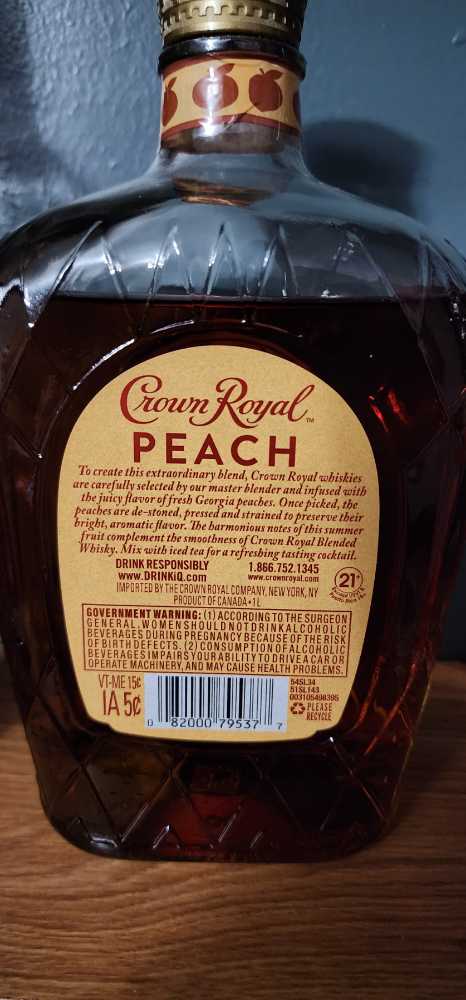 Crown Royal™
PEACH
To create this extraordinary blend, Crown Royal whiskies
are carefully selected by our master blender and infused with
the juicy flavor of fresh Georgia peaches. Once picked, the
peaches are de-stoned, pressed and strained to preserve their
bright, aromatic flavor. The harmonious notes of this summer
fruit complement the smoothness of Crown Royal Blended
Whisky. Mix with iced tea for a refreshing tasting cocktail.
DRINK RESPONSIBLY 1.866.752.1345
www.DRINKiQ.com www.crownroyal.com
21+
IMPORTED BY THE CROWN ROYAL COMPANY, NEW YORK, NY
PRODUCT OF CANADA • 1L
GOVERNMENT WARNING: (1) ACCORDING TO THE SURGEON
GENERAL, WOMEN SHOULD NOT DRINK ALCOHOLIC
BEVERAGES DURING PREGNANCY BECAUSE OF THE RISK
OF BIRTH DEFECTS. (2) CONSUMPTION OF ALCOHOLIC
BEVERAGES IMPAIRS YOUR ABILITY TO DRIVE A CAR OR
OPERATE MACHINERY, AND MAY CAUSE HEALTH PROBLEMS.
VT-ME 15¢
IA 5¢
0 82000 79537 7
54SL34
51SL143
003105498395
PLEASE
RECYCLE